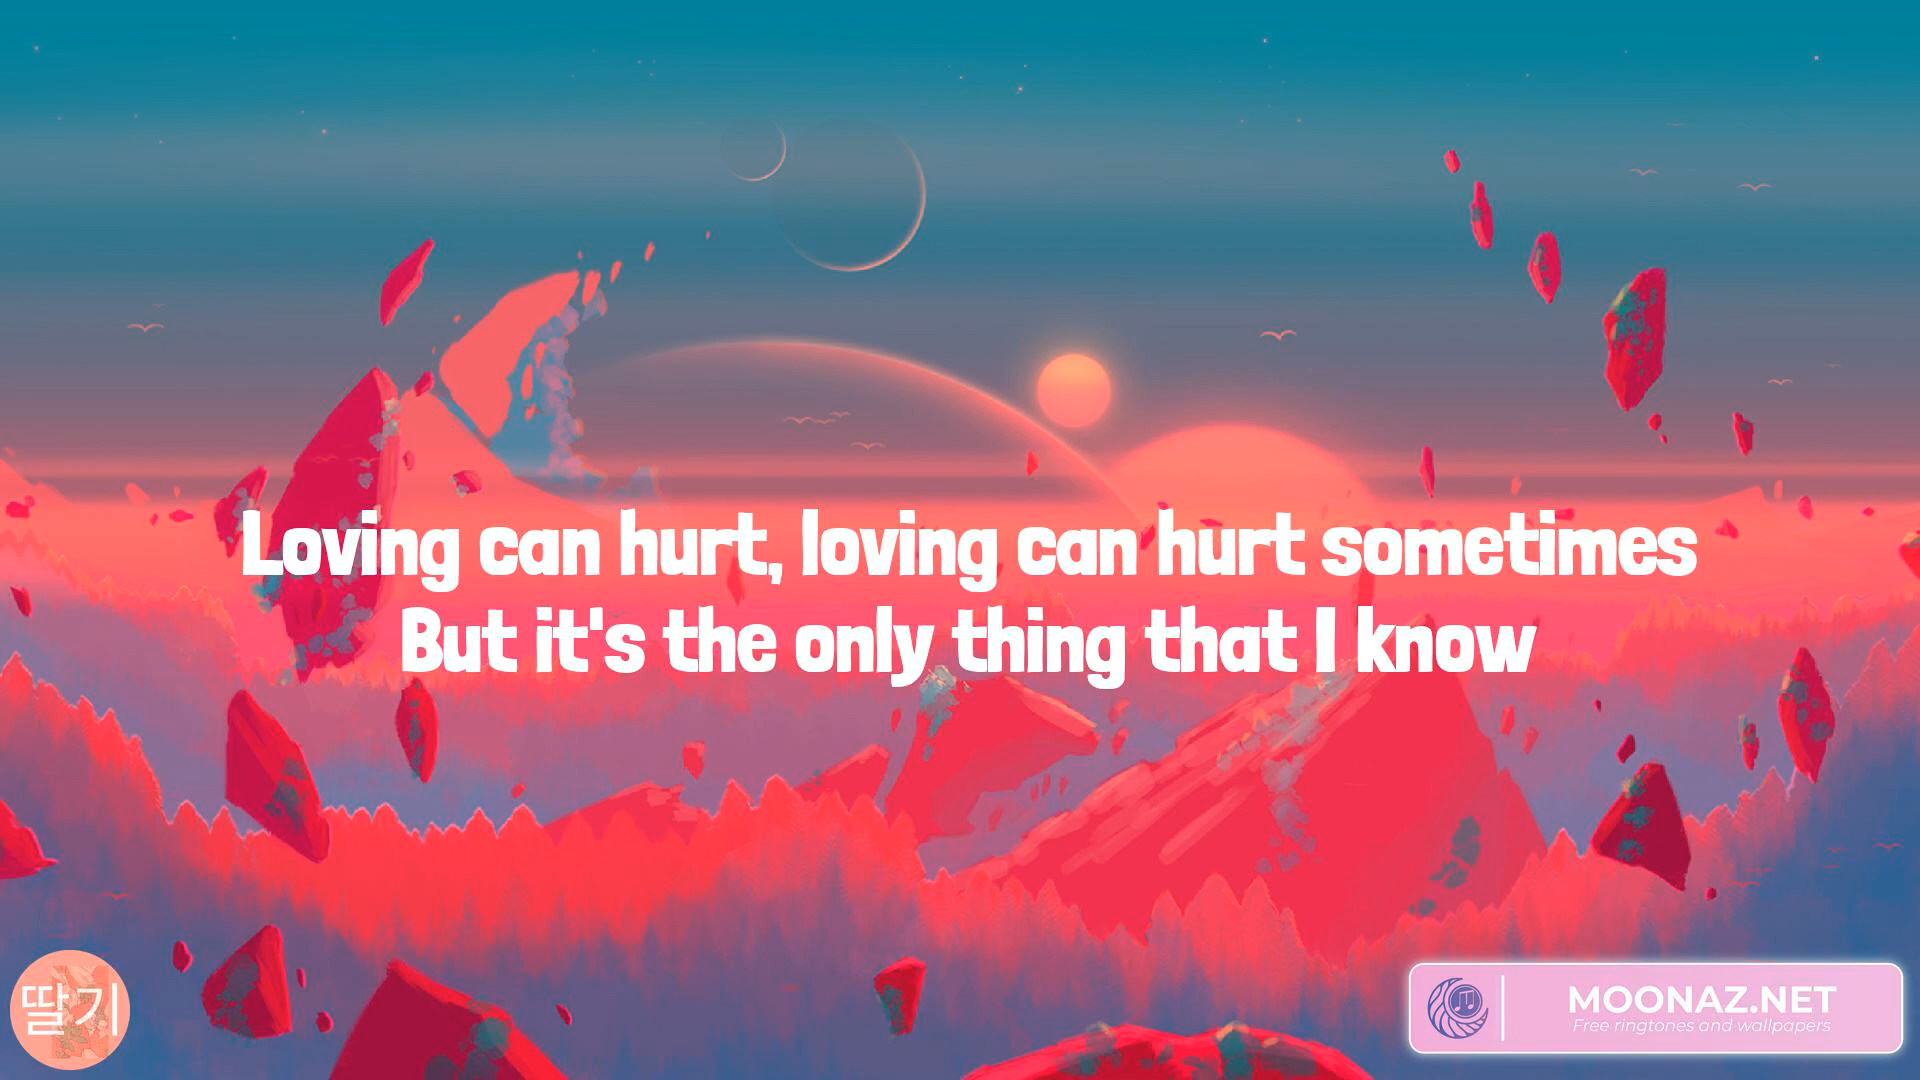 Loving can hurt, loving can hurt sometimes
But it's the only thing that I know
딸기
MOONAZ.NET
Free ringtones and wallpapers